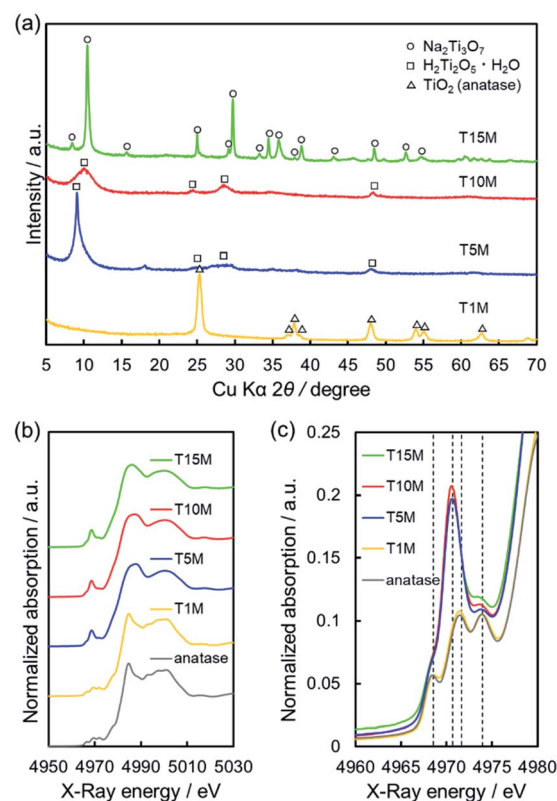 (a)
○ Na₂Ti₃O₇
□ H₂Ti₂O₅・H₂O
△ TiO₂ (anatase)
T15M
T10M
T5M
T1M
Intensity / a.u.
5 10 15 20 25 30 35 40 45 50 55 60 65 70
Cu Kα 2θ / degree
(b)
T15M
T10M
T5M
T1M
anatase
Normalized absorption / a.u.
4950 4970 4990 5010 5030
X-Ray energy / eV
(c)
0.25
0.2
0.15
0.1
0.05
0
T15M
T10M
T5M
T1M
anatase
Normalized absorption / a.u.
4960 4965 4970 4975 4980
X-Ray energy / eV